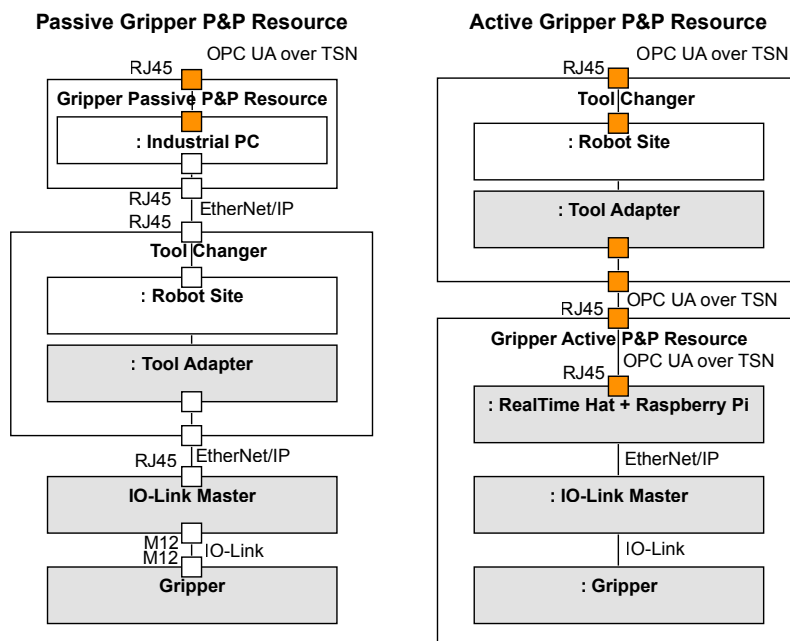 Passive Gripper P&P Resource
OPC UA over TSN
RJ45
Gripper Passive P&P Resource
: Industrial PC
RJ45
EtherNet/IP
RJ45
Tool Changer
: Robot Site
: Tool Adapter
EtherNet/IP
RJ45
IO-Link Master
M12
IO-Link
M12
Gripper
Active Gripper P&P Resource
OPC UA over TSN
RJ45
Tool Changer
: Robot Site
: Tool Adapter
OPC UA over TSN
RJ45
Gripper Active P&P Resource
OPC UA over TSN
RJ45
: RealTime Hat + Raspberry Pi
EtherNet/IP
: IO-Link Master
IO-Link
: Gripper